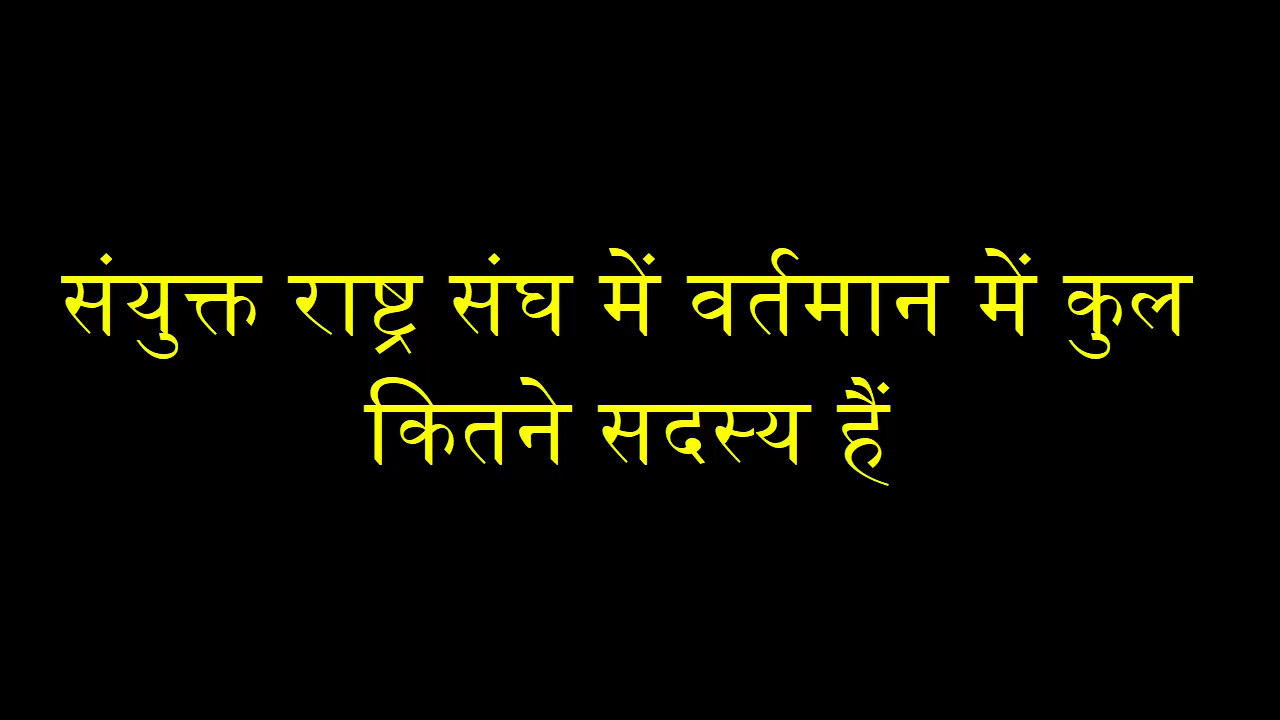 संयुक्त राष्ट्र संघ में वर्तमान में कुल
कितने सदस्य हैं